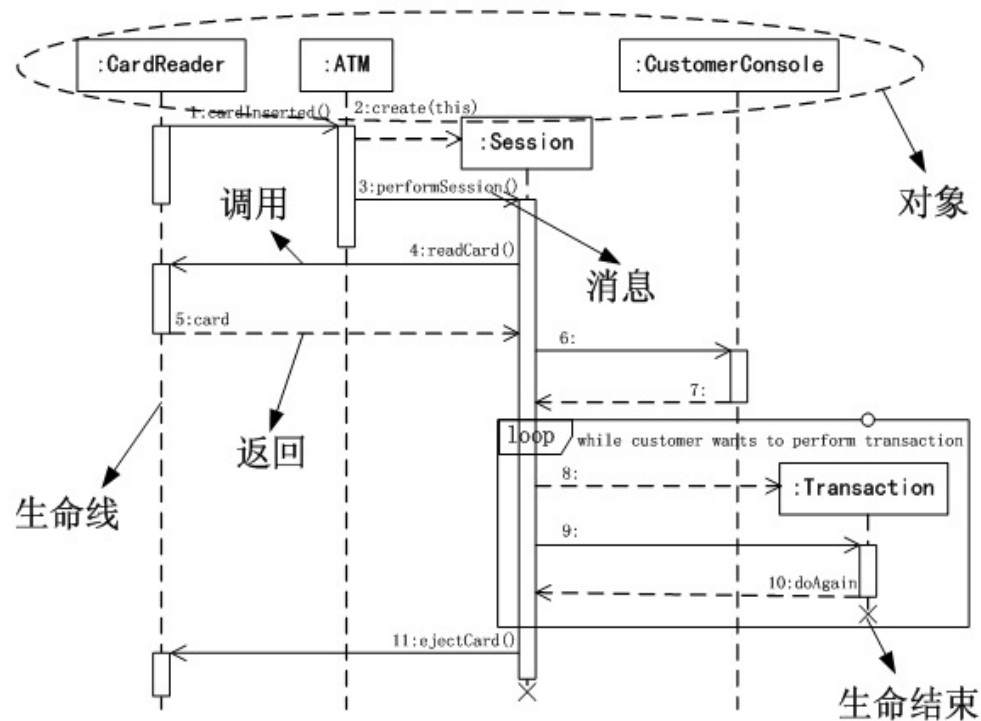 :CardReader
:ATM
:CustomerConsole
1:cardInserted()
2:create(this)
:Session
对象
3:performSession()
调用
4:readCard()
消息
5:card
6:
7:
返回
loop
while customer wants to perform transaction
8:
:Transaction
生命线
9:
10:doAgain
11:ejectCard()
生命结束